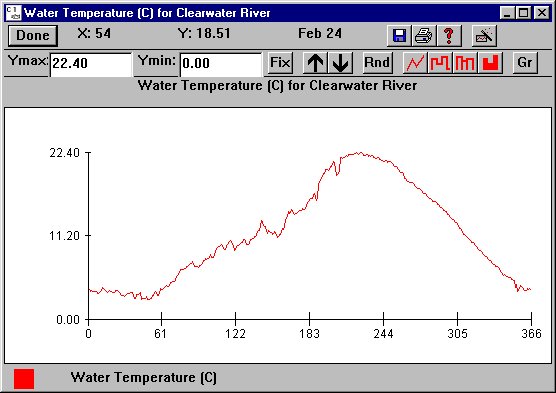 Water Temperature (C) for Clearwater River
Done X: 54 Y: 18.51 Feb 24
Ymax: 22.40 Ymin: 0.00 Fix Rnd Gr
Water Temperature (C) for Clearwater River
22.40
11.20
0.00
0 61 122 183 244 305 366
Water Temperature (C)